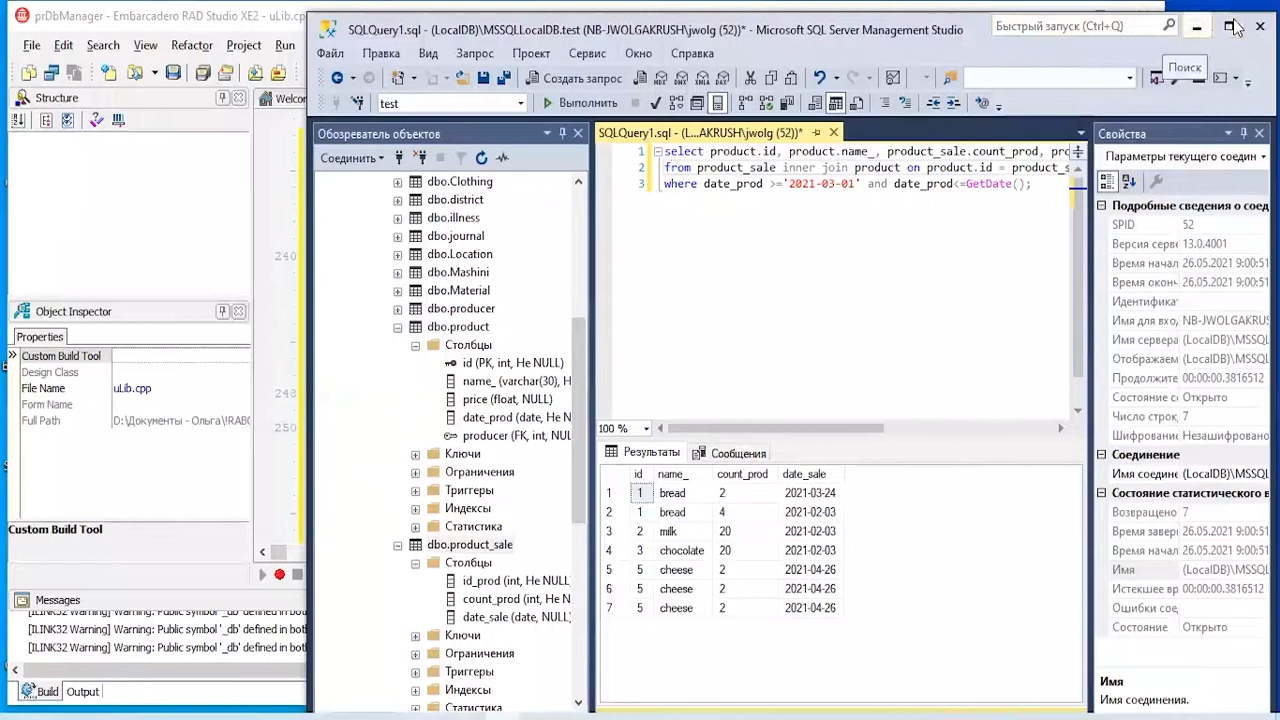 prDbManager - Embarcadero RAD Studio XE2 - uLib.cp
File Edit Search View Refactor Project Run
Structure
Welcom
240
248
250
Object Inspector
Properties
Custom Build Tool
Design Class
File Name uLib.cpp
Form Name
Full Path D:\Документы - Ольга\!RABO
Custom Build Tool
Messages
[ILINK32 Warning] Warning: Public symbol '_db' defined in both
[ILINK32 Warning] Warning: Public symbol '_db' defined in both
[ILINK32 Warning] Warning: Public symbol '_db' defined in both
Build Output
SQLQuery1.sql - (LocalDB)\MSSQLLocalDB.test (NB-JWOLGAKRUSH\jwolg (52))* - Microsoft SQL Server Management Studio
Быстрый запуск (Ctrl+Q)
Файл Правка Вид Запрос Проект Сервис Окно Справка
Поиск
Создать запрос
test
Выполнить
Обозреватель объектов
Соединить
dbo.Clothing
dbo.district
dbo.illness
dbo.journal
dbo.Location
dbo.Mashini
dbo.Material
dbo.producer
dbo.product
Столбцы
id (PK, int, Не NULL)
name_ (varchar(30), Н
price (float, NULL)
date_prod (date, Не N
producer (FK, int, NUL
Ключи
Ограничения
Триггеры
Индексы
Статистика
dbo.product_sale
Столбцы
id_prod (int, Не NULL)
count_prod (int, Не N
date_sale (date, NULL)
Ключи
Ограничения
Триггеры
Индексы
Статистика
SQLQuery1.sql - (L...AKRUSH\jwolg (52))*
1 select product.id, product.name_, product_sale.count_prod, pro
2 from product_sale inner join product on product.id = product_s
3 where date_prod >='2021-03-01' and date_prod<=GetDate();
100 %
Результаты Сообщения
id name_ count_prod date_sale
1 1 bread 2 2021-03-24
2 1 bread 4 2021-02-03
3 2 milk 20 2021-02-03
4 3 chocolate 20 2021-02-03
5 5 cheese 2 2021-04-26
6 5 cheese 2 2021-04-26
7 5 cheese 2 2021-04-26
Свойства
Параметры текущего соедин
Подробные сведения о соед
SPID 52
Версия серве 13.0.4001
Время начал 26.05.2021 9:00:51
Время оконч 26.05.2021 9:00:51
Идентифика
Имя для вхо, NB-JWOLGAKRUS
Имя сервера (LocalDB)\MSSQL
Отображаем (LocalDB)\MSSQL
Продолжите 00:00:00.3816512
Состояние с Открыто
Число строк, 7
Шифрование Незашифрованно
Соединение
Имя соедине (LocalDB)\MSSQL
Состояние статистического в
Возвращено 7
Время завер 26.05.2021 9:00:51
Время начал 26.05.2021 9:00:51
Имя (LocalDB)\MSSQL
Истекшее вр 00:00:00.3816512
Ошибки сое
Состояние Открыто
Имя
Имя соединения.